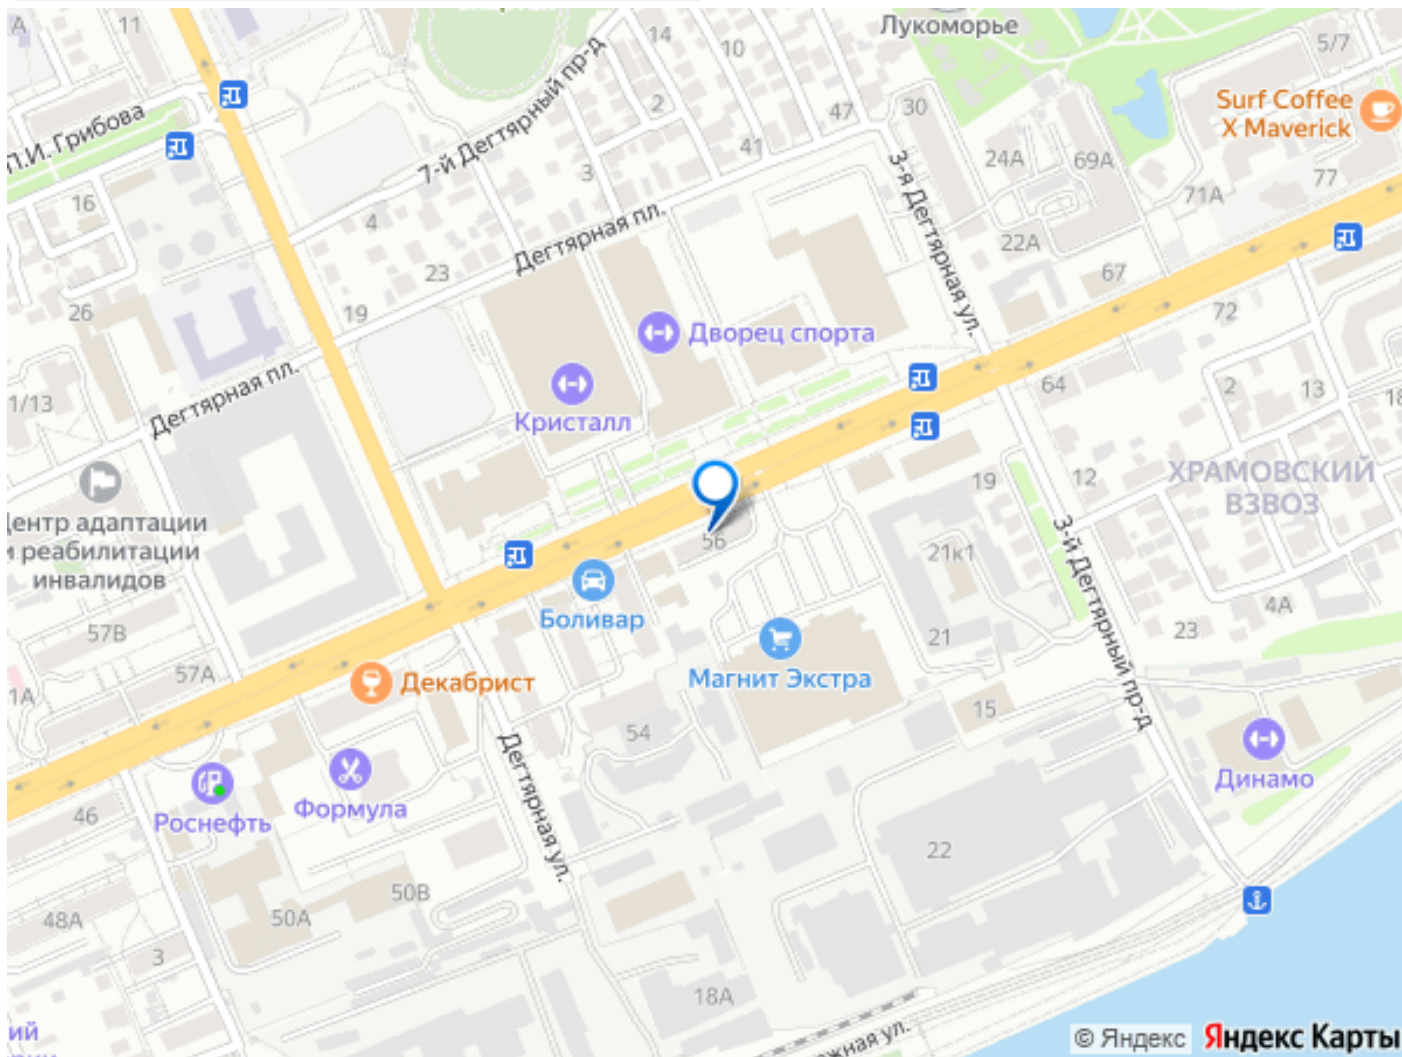 А
11
14
10
Лукоморье
5/7
Surf Coffee
X Maverick
П.И. Грибова
7-й Дегтярный пр-д
2
47
30
41
3
24А
69А
77
71А
16
4
3-я Дегтярная ул.
Дегтярная пл.
22А
23
67
26
19
72
Дворец спорта
Кристалл
Дегтярная пл.
1/13
64
2
13
18
19
12
ХРАМОВСКИЙ
ВЗВОЗ
Центр адаптации
и реабилитации
инвалидов
56
21к1
3-й Дегтярный пр-д
Боливар
4А
57В
21
23
57А
Магнит Экстра
1А
Декабрист
15
54
Динамо
Дегтярная ул.
Роснефть
Формула
46
22
50В
48А
50А
3
18А
ий
жная ул.
© Яндекс
Яндекс Карты